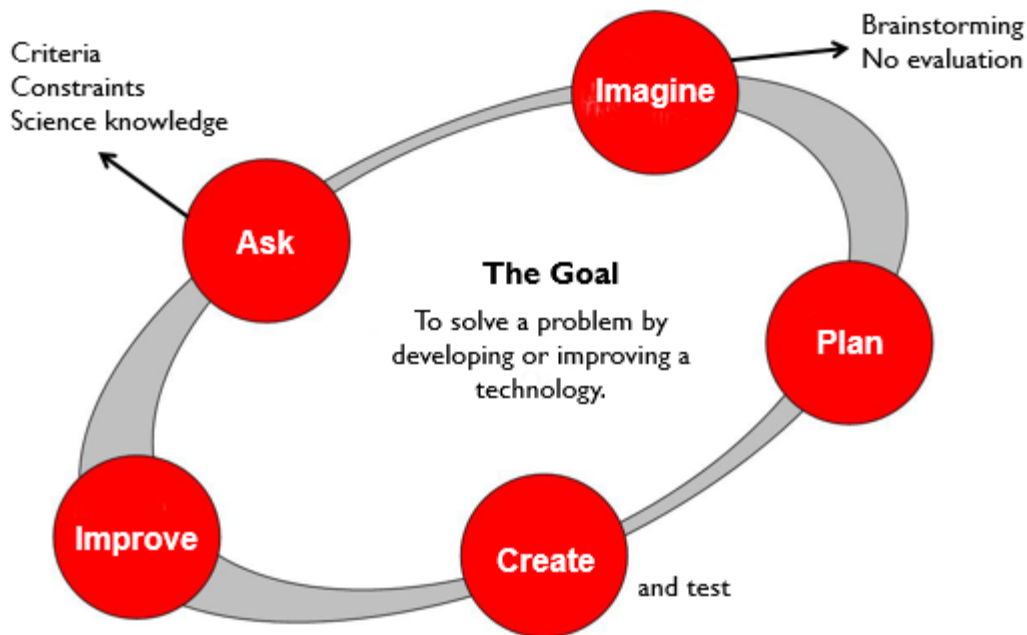 Criteria
Constraints
Science knowledge
Brainstorming
No evaluation
Imagine
Ask
The Goal
To solve a problem by
developing or improving a
technology.
Plan
Improve
Create
and test